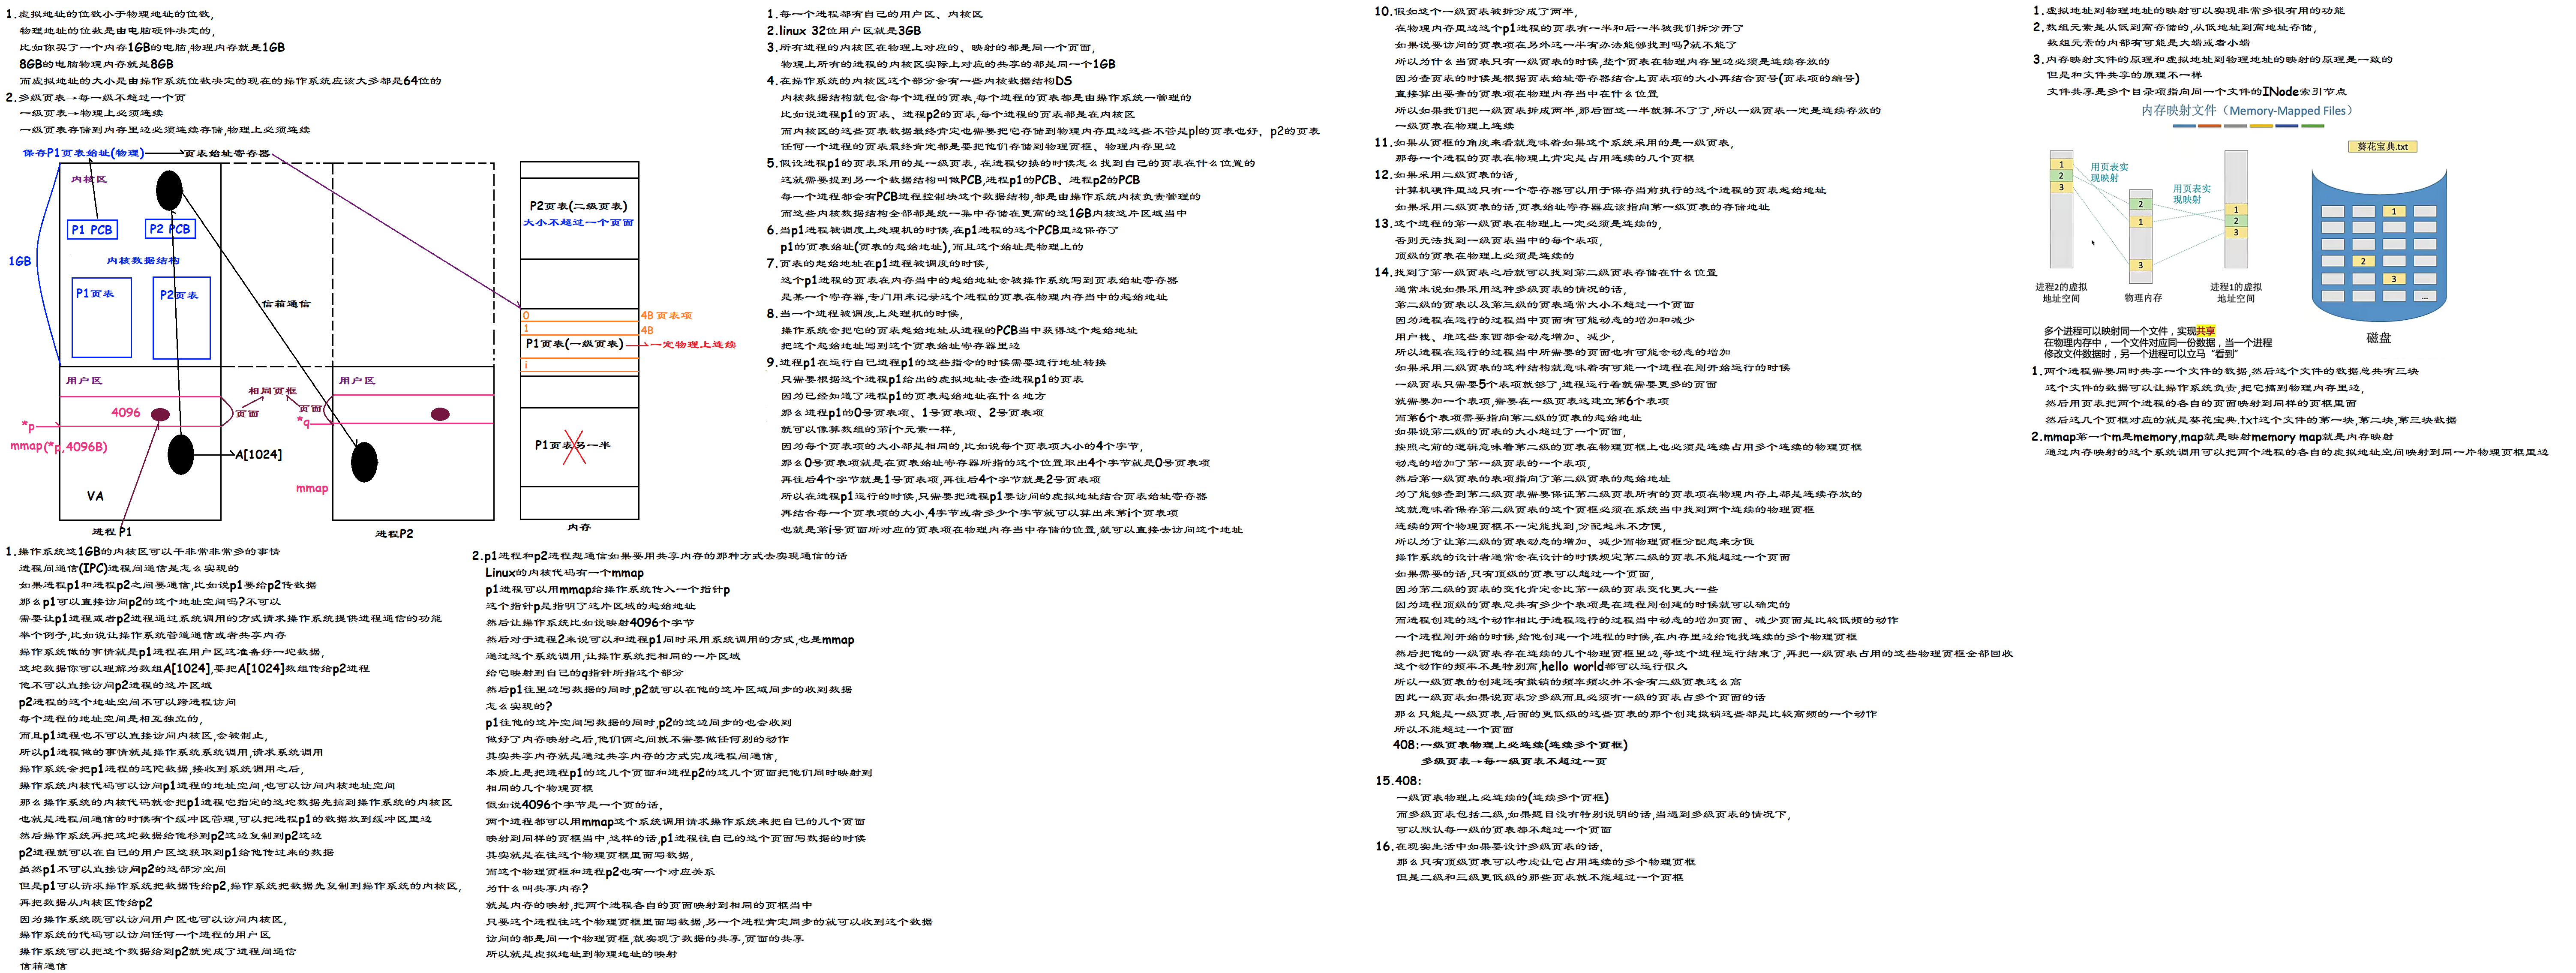 1.虚拟地址的位数小于物理地址的位数,
物理地址的位数是由电脑硬件决定的,
比如你买了一个内存1GB的电脑,物理内存就是1GB
8GB的电脑物理内存就是8GB
而虚拟地址的大小是由操作系统位数决定的现在的操作系统应该大多都是64位的
2.多级页表→每一级不超过一个页
一级页表→物理上必须连续
一级页表存储到内存里边必须连续存储,物理上必须连续
保存P1页表始址(物理)
页表始址寄存器
内核区
P1 PCB
P2 PCB
1GB
内核数据结构
P1页表
P2页表
信箱通信
用户区
用户区
相同页框
4096
页面
页面
*p
*q
mmap(*p,4096B)
A[1024]
mmap
VA
进程P1
进程P2
P2页表(二级页表)
大小不超过一个页面
0
4B 页表项
1
4B
P1页表(一级页表)
一定物理上连续
i
P1页表另一半
内存
1.操作系统这1GB的内核区可以干非常非常多的事情
进程间通信(IPC)进程间通信是怎么实现的
如果进程p1和进程p2之间要通信,比如说p1要给p2传数据
那么p1可以直接访问p2的这个地址空间吗?不可以
需要让p1进程或者p2进程通过系统调用的方式请求操作系统提供进程通信的功能
举个例子,比如说让操作系统管道通信或者共享内存
操作系统做的事情就是p1进程在用户区这准备好一坨数据,
这坨数据你可以理解为数组A[1024],要把A[1024]数组传给p2进程
他不可以直接访问p2进程的这片区域
p2进程的这个地址空间不可以跨进程访问
每个进程的地址空间是相互独立的,
而且p1进程也不可以直接访问内核区,会被制止,
所以p1进程做的事情就是操作系统系统调用,请求系统调用
操作系统会把p1进程的这陀数据,接收到系统调用之后,
操作系统内核代码可以访问p1进程的地址空间,也可以访问内核地址空间
那么操作系统的内核代码就会把p1进程它指定的这坨数据先搞到操作系统的内核区
也就是进程间通信的时候有个缓冲区管理,可以把进程p1的数据放到缓冲区里边
然后操作系统再把这坨数据给他移到p2这边复制到p2这边
p2进程就可以在自己的用户区这获取到p1给他传过来的数据
虽然p1不可以直接访问p2的这部分空间
但是p1可以请求操作系统把数据传给p2,操作系统把数据先复制到操作系统的内核区,
再把数据从内核区传给p2
因为操作系统既可以访问用户区也可以访问内核区,
操作系统的代码可以访问任何一个进程的用户区
操作系统可以把这个数据给到p2就完成了进程间通信
信箱通信
2.p1进程和p2进程想通信如果要用共享内存的那种方式去实现通信的话
Linux的内核代码有一个mmap
p1进程可以用mmap给操作系统传入一个指针p
这个指针p是指明了这片区域的起始地址
然后让操作系统比如说映射4096个字节
然后对于进程2来说可以和进程p1同时采用系统调用的方式,也是mmap
通过这个系统调用,让操作系统把相同的一片区域
给它映射到自己的q指针所指这个部分
然后p1往里边写数据的同时,p2就可以在他的这片区域同步的收到数据
怎么实现的?
p1往他的这片空间写数据的同时,p2的这边同步的也会收到
做好了内存映射之后,他们俩之间就不需要做任何别的动作
其实共享内存就是通过共享内存的方式完成进程间通信,
本质上是把进程p1的这几个页面和进程p2的这几个页面把他们同时映射到
相同的几个物理页框
假如说4096个字节是一个页的话,
两个进程都可以用mmap这个系统调用请求操作系统来把自己的几个页面
映射到同样的页框当中,这样的话,p1进程往自己的这个页面写数据的时候
其实就是在往这个物理页框里面写数据,
而这个物理页框和进程p2也有一个对应关系
为什么叫共享内存?
就是内存的映射,把两个进程各自的页面映射到相同的页框当中
只要这个进程往这个物理页框里面写数据,另一个进程肯定同步的就可以收到这个数据
访问的都是同一个物理页框,就实现了数据的共享,页面的共享
所以就是虚拟地址到物理地址的映射
1.每一个进程都有自己的用户区、内核区
2.linux 32位用户区就是3GB
3.所有进程的内核区在物理上对应的、映射的都是同一个页面,
物理上所有的进程的内核区实际上对应的共享的都是同一个1GB
4.在操作系统的内核区这个部分会有一些内核数据结构DS
内核数据结构就包含每个进程的页表,每个进程的页表都是由操作系统一管理的
比如说进程p1的页表、进程p2的页表,每个进程的页表都是在内核区
而内核区的这些页表数据最终肯定也需要把它存储到物理内存里边这些不管是p1的页表也好, p2的页表
任何一个进程的页表最终肯定都是要把他们存储到物理页框、物理内存里边
5.假设进程p1的页表采用的是一级页表, 在进程切换的时候怎么找到自己的页表在什么位置的
这就需要提到另一个数据结构叫做PCB,进程p1的PCB、进程p2的PCB
每一个进程都会有PCB进程控制块这个数据结构,都是由操作系统内核负责管理的
而这些内核数据结构全部都是统一集中存储在更高的这1GB内核这片区域当中
6.当p1进程被调度上处理机的时候,在p1进程的这个PCB里边保存了
p1的页表始址(页表的起始地址),而且这个始址是物理上的
7.页表的起始地址在p1进程被调度的时候,
这个p1进程的页表在内存当中的起始地址会被操作系统写到页表始址寄存器
是某一个寄存器,专门用来记录这个进程的页表在物理内存当中的起始地址
8.当一个进程被调度上处理机的时候,
操作系统会把它的页表起始地址从进程的PCB当中获得这个起始地址
把这个起始地址写到这个页表始址寄存器里边
9.进程p1在运行自己进程p1的这些指令的时候需要进行地址转换
只需要根据这个进程p1给出的虚拟地址去查进程p1的页表
因为已经知道了进程p1的页表起始地址在什么地方
那么进程p1的0号页表项、1号页表项、2号页表项
就可以像算数组的第i个元素一样,
因为每个页表项的大小都是相同的,比如说每个页表项大小的4个字节,
那么0号页表项就是在页表始址寄存器所指的这个位置取出4个字节就是0号页表项
再往后4个字节就是1号页表项,再往后4个字节就是2号页表项
所以在进程p1运行的时候,只需要把进程p1要访问的虚拟地址结合页表始址寄存器
再结合每一个页表项的大小,4字节或者多少个字节就可以算出来第i个页表项
也就是第i号页面所对应的页表项在物理内存当中存储的位置,就可以直接去访问这个地址
10.假如这个一级页表被拆分成了两半,
在物理内存里边这个p1进程的页表有一半和后一半被我们拆分开了
如果说要访问的页表项在另外这一半有办法能够找到吗?就不能了
所以为什么当页表只有一级页表的时候,整个页表在物理内存里边必须是连续存放的
因为查页表的时候是根据页表始址寄存器结合上页表项的大小再结合页号(页表项的编号)
直接算出要查的页表项在物理内存当中在什么位置
所以如果我们把一级页表拆成两半,那后面这一半就算不了了,所以一级页表一定是连续存放的
一级页表在物理上连续
11.如果从页框的角度来看就意味着如果这个系统采用的是一级页表,
那每一个进程的页表在物理上肯定是占用连续的几个页框
12.如果采用二级页表的话,
计算机硬件里边只有一个寄存器可以用于保存当前执行的这个进程的页表起始地址
如果采用二级页表的话,页表始址寄存器应该指向第一级页表的存储地址
13.这个进程的第一级页表在物理上一定必须是连续的,
否则无法找到一级页表当中的每个表项,
顶级的页表在物理上必须是连续的
14.找到了第一级页表之后就可以找到第二级页表存储在什么位置
通常来说如果采用这种多级页表的情况的话,
第二级的页表以及第三级的页表通常大小不超过一个页面
因为进程在运行的过程当中页面有可能动态的增加和减少
用户栈、堆这些东西都会动态增加、减少,
所以进程在运行的过程当中所需要的页面也有可能会动态的增加
如果采用二级页表的这种结构就意味着有可能一个进程在刚开始运行的时候
一级页表只需要5个表项就够了,进程运行着就需要更多的页面
就需要加一个表项,需要在一级页表这建立第6个表项
而第6个表项需要指向第二级的页表的起始地址
如果说第二级的页表的大小超过了一个页面,
按照之前的逻辑意味着第二级的页表在物理页框上也必须是连续占用多个连续的物理页框
动态的增加了第一级页表的一个表项,
然后第一级页表的表项指向了第二级页表的起始地址
为了能够查到第二级页表需要保证第二级页表所有的页表项在物理内存上都是连续存放的
这就意味着保存第二级页表的这个页框必须在系统当中找到两个连续的物理页框
连续的两个物理页框不一定能找到,分配起来不方便,
所以为了让二级的页表动态的增加、减少而物理页框分配起来方便
操作系统的设计者通常会在设计的时候规定第二级的页表不能超过一个页面
如果需要的话,只有顶级的页表可以超过一个页面,
因为第二级的页表的变化肯定会比第一级的页表变化更大一些
因为进程顶级的页表总共有多少个表项是在进程刚创建的时候就可以确定的
而进程创建的这个动作相比于进程运行的过程当中动态的增加页面、减少页面是比较低频的动作
一个进程刚开始的时候,给他创建一个进程的时候,在内存里边给他找连续的多个物理页框
然后把他的一级页表存在连续的几个物理页框里边,等这个进程运行结束了,再把一级页表占用的这些物理页框全部回收
这个动作的频率不是特别高,hello world都可以运行很久
所以一级页表的创建还有撤销的频率频次并不会有二级页表这么高
因此一级页表如果说页表分多级而且必须有一级的页表占多个页面的话
那么只能是一级页表,后面的更低级的这些页表的那个创建撤销这些都是比较高频的一个动作
所以不能超过一个页面
408:一级页表物理上必连续(连续多个页框)
多级页表→每一级页表不超过一页
15.408:
一级页表物理上必连续的(连续多个页框)
而多级页表包括二级,如果题目没有特别说明的话,当遇到多级页表的情况下,
可以默认每一级的页表都不超过一个页面
16.在现实生活中如果要设计多级页表的话,
那么只有顶级页表可以考虑让它占用连续的多个物理页框
但是二级和三级更低级的那些页表就不能超过一个页框
1.虚拟地址到物理地址的映射可以实现非常多很有用的功能
2.数组元素是从低到高存储的,从低地址到高地址存储,
数组元素的内部有可能是大端或者小端
3.内存映射文件的原理和虚拟地址到物理地址的映射的原理是一致的
但是和文件共享的原理不一样
文件共享是多个目录项指向同一个文件的INode索引节点
内存映射文件（Memory-Mapped Files）
葵花宝典.txt
1
2
3
用页表实
现映射
2
1
3
用页表实
现映射
1
2
3
1
2
3
...
进程2的虚拟
地址空间
物理内存
进程1的虚拟
地址空间
磁盘
多个进程可以映射同一个文件，实现共享
在物理内存中，一个文件对应同一份数据，当一个进程
修改文件数据时，另一个进程可以立马“看到”
1.两个进程需要同时共享一个文件的数据,然后这个文件的数据总共有三块
这个文件的数据可以让操作系统负责,把它搞到物理内存里边,
然后用页表把两个进程的各自的页面映射到同样的页框里面
然后这几个页框对应的就是葵花宝典.txt这个文件的第一块,第二块,第三块数据
2.mmap第一个m是memory,map就是映射memory map就是内存映射
通过内存映射的这个系统调用可以把两个进程的各自的虚拟地址空间映射到同一片物理页框里边